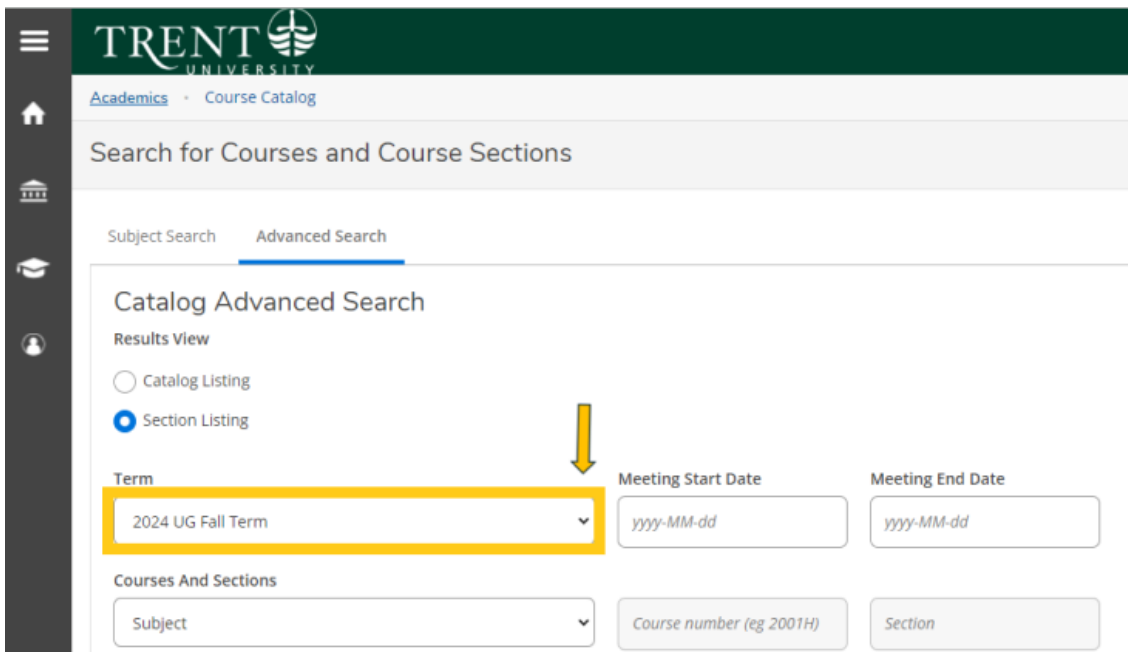 TRENT
UNIVERSITY
Academics · Course Catalog
Search for Courses and Course Sections
Subject Search Advanced Search
Catalog Advanced Search
Results View
Catalog Listing
Section Listing
Term Meeting Start Date Meeting End Date
2024 UG Fall Term yyyy-MM-dd yyyy-MM-dd
Courses And Sections
Subject Course number (eg 2001H) Section